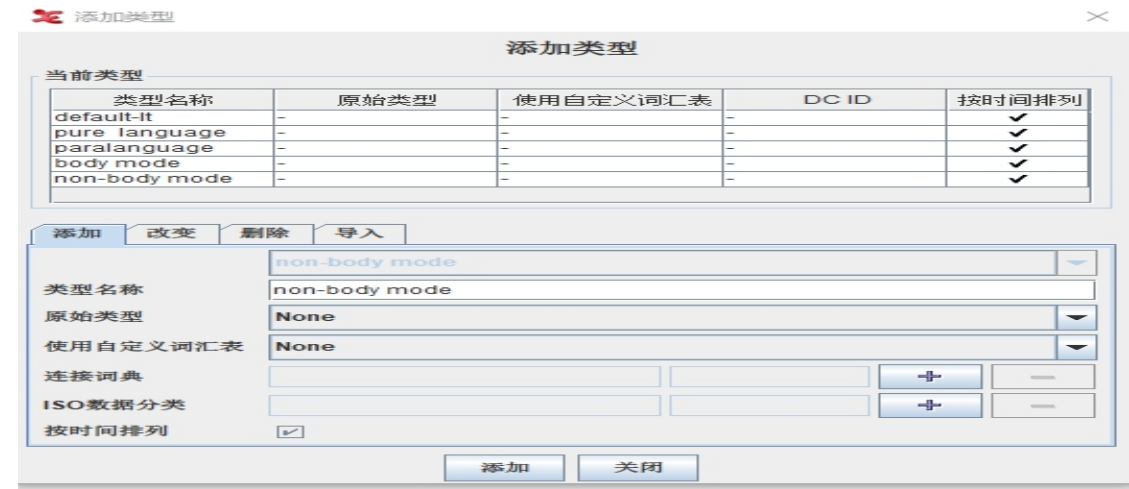 添加类型
添加类型
当前类型
类型名称 原始类型 使用自定义词汇表 DC ID 按时间排列
default-lt - - - ✔
pure language - - - ✔
paralanguage - - - ✔
body mode - - - ✔
non-body mode - - - ✔
添加 改变 删除 导入
non-body mode
类型名称 non-body mode
原始类型 None
使用自定义词汇表 None
连接词典
ISO数据分类
按时间排列
添加 关闭